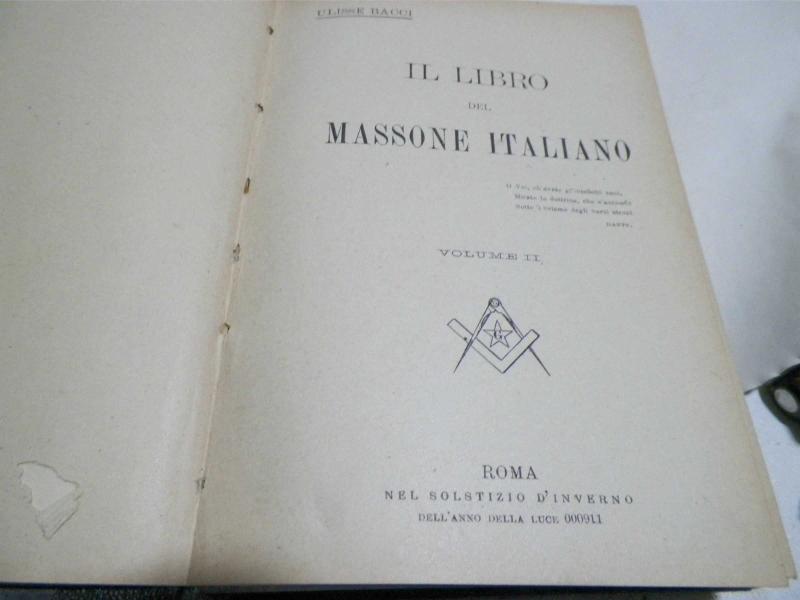 ULISSE BACCI
IL LIBRO
DEL
MASSONE ITALIANO
O Voi, ch'avete gl'intelletti sani,
Mirate la dottrina, che s'asconde
Sotto 'l velame degli versi strani
DANTE.
VOLUME II.
G
ROMA
NEL SOLSTIZIO D'INVERNO
DELL'ANNO DELLA LUCE 000911